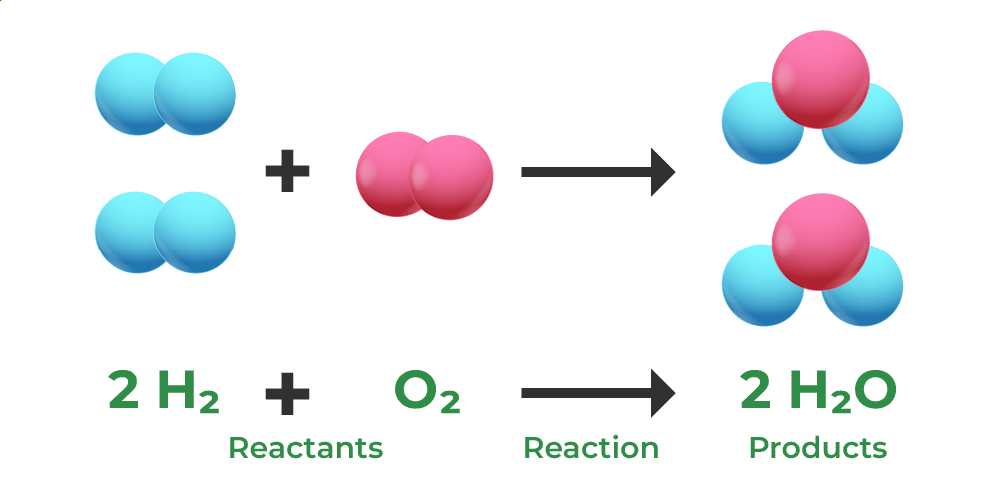 2 H₂ + O₂ → 2 H₂O
Reactants Reaction Products